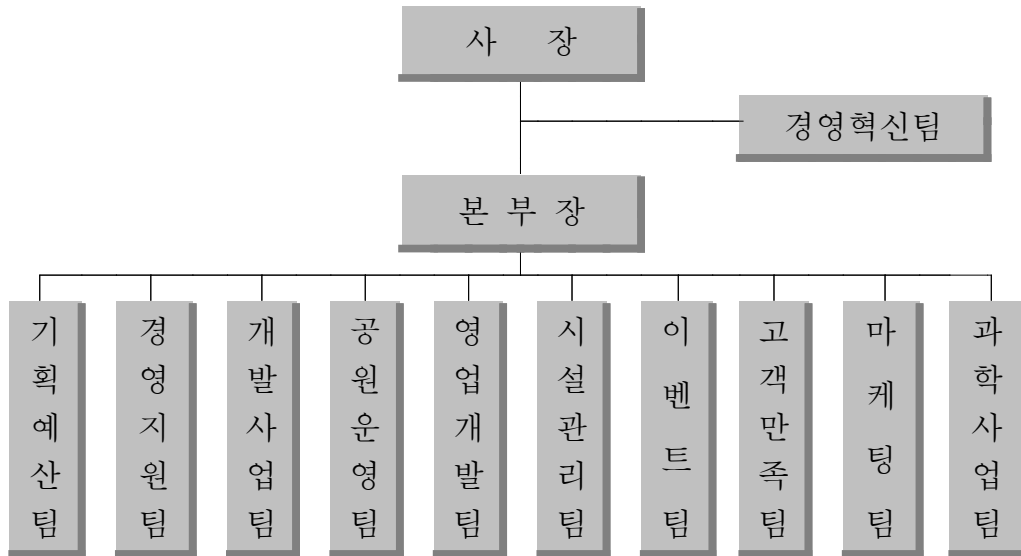 사 장
경영혁신팀
본 부 장
기획예산팀
경영지원팀
개발사업팀
공원운영팀
영업개발팀
시설관리팀
이벤트팀
고객만족팀
마케팅팀
과학사업팀